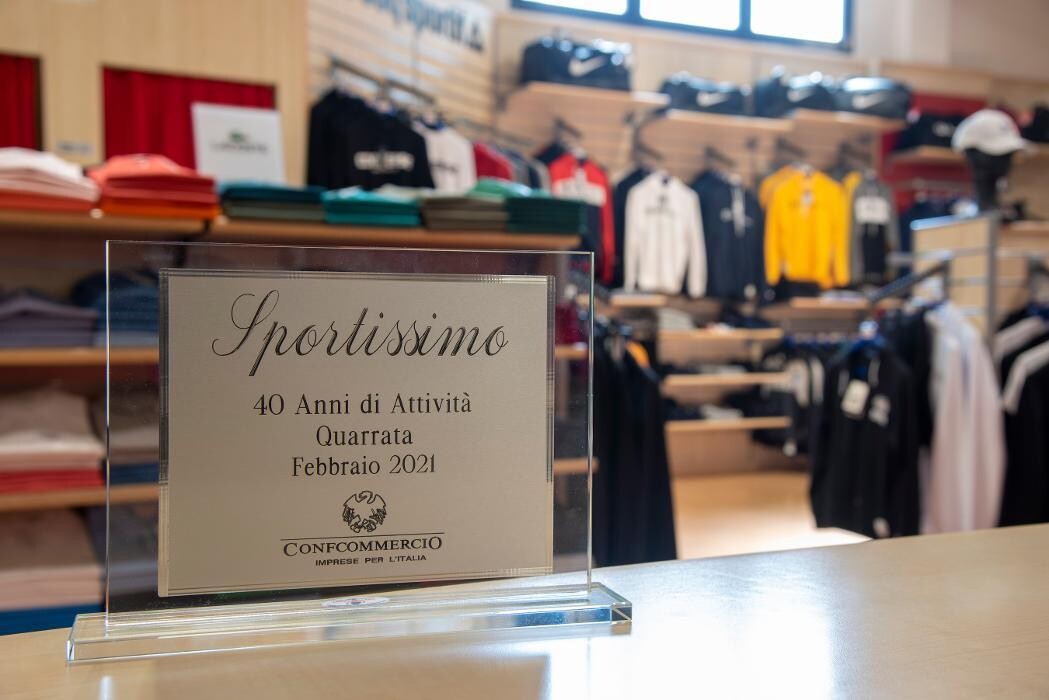 Sportissimo
40 Anni di Attività
Quarrata
Febbraio 2021
CONFCOMMERCIO
IMPRESE PER L'ITALIA